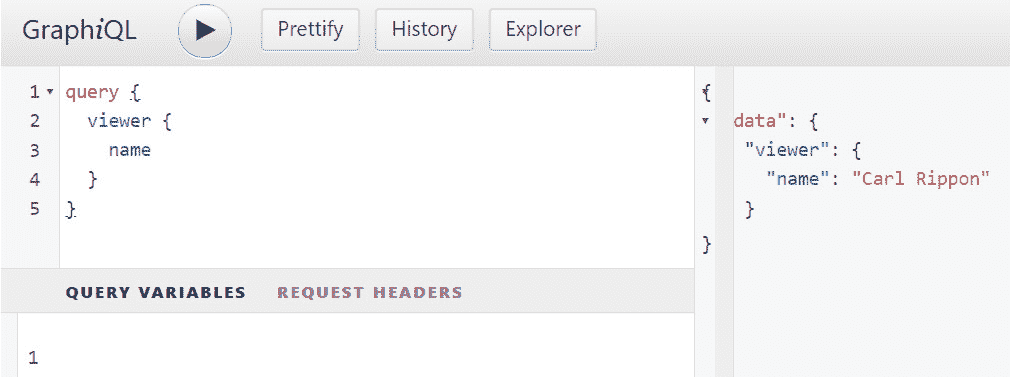 GraphiQL Prettify History Explorer
1 query {
2 viewer {
3 name
4 }
5 }
QUERY VARIABLES REQUEST HEADERS
1
{
data": {
"viewer": {
"name": "Carl Rippon"
}
}